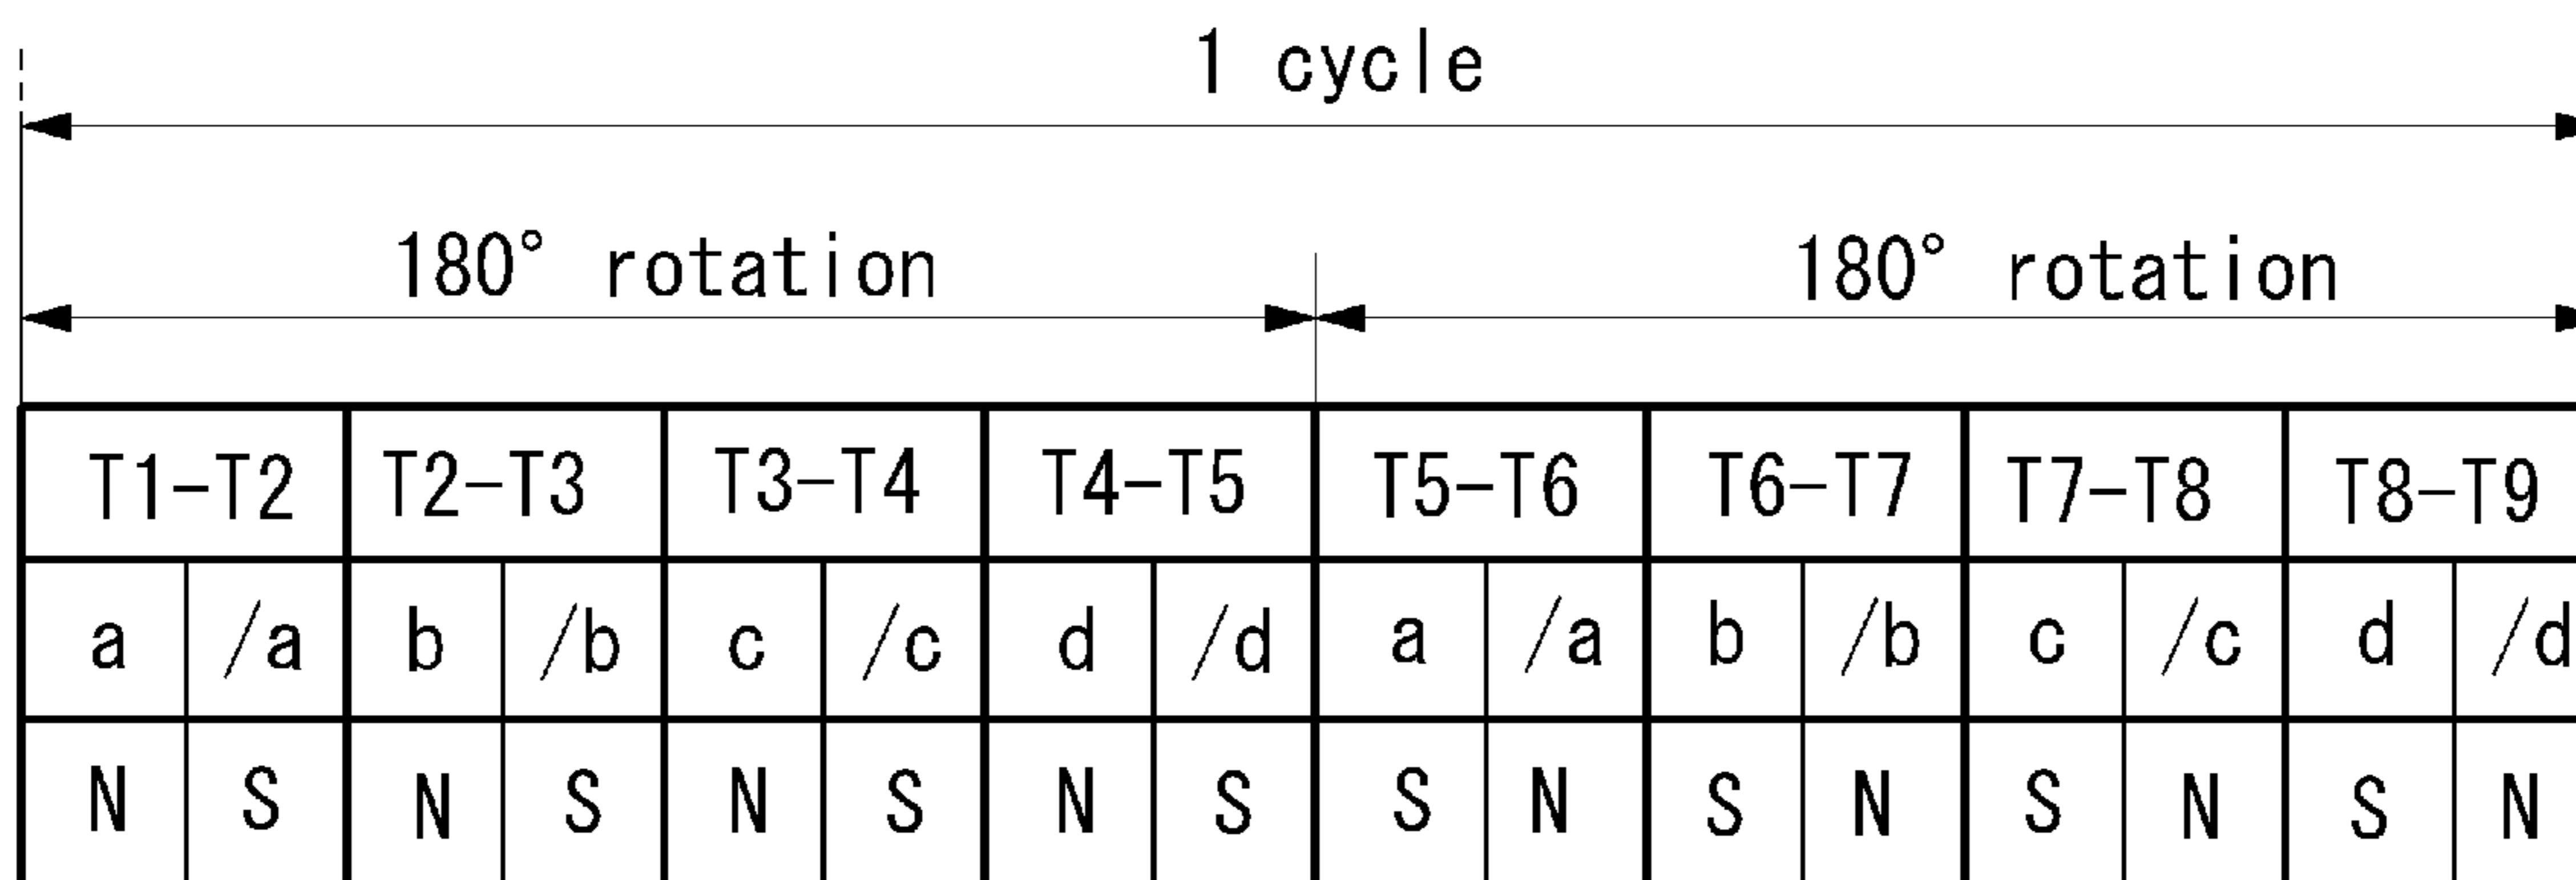 1 cycle
180° rotation 180° rotation
T1-T2 T2-T3 T3-T4 T4-T5 T5-T6 T6-T7 T7-T8 T8-T9
a /a b /b c /c d /d a /a b /b c /c d /d
N S N S N S N S S N S N S N S N